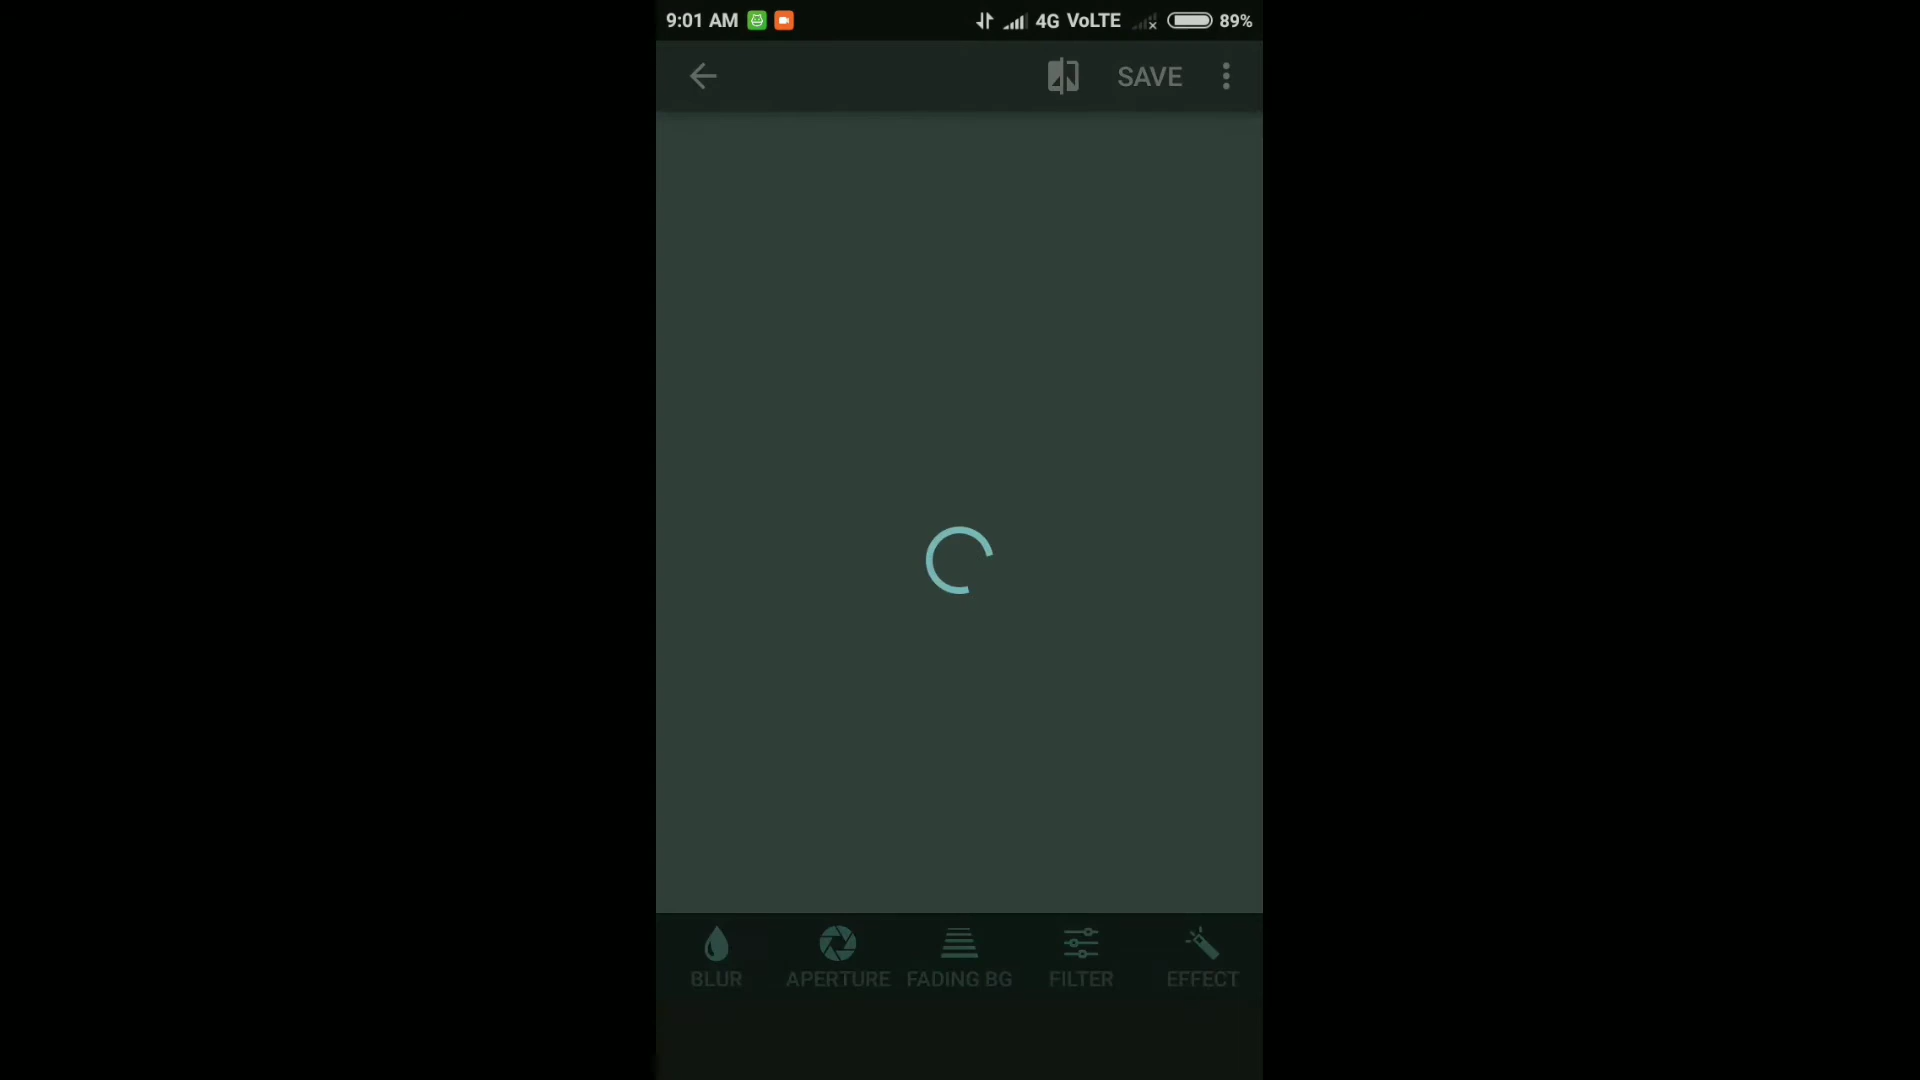 9:01 AM 4G VoLTE 89%
SAVE
BLUR APERTURE FADING BG FILTER EFFECT